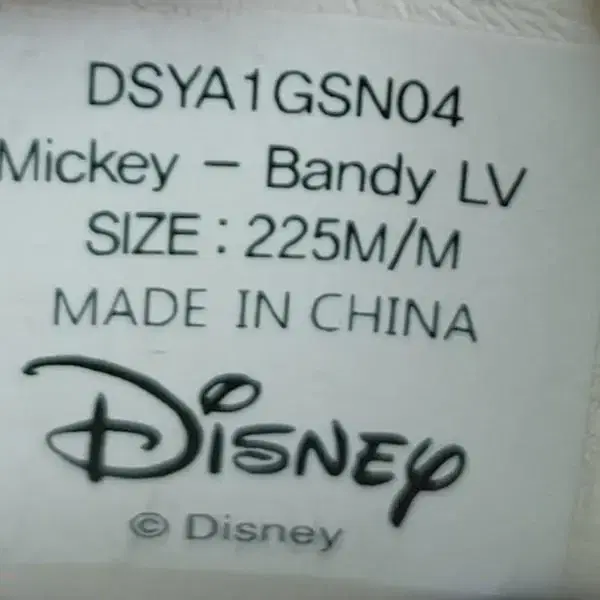 DSYA1GSN04
Mickey - Bandy LV
SIZE : 225M/M
MADE IN CHINA
Disney
© Disney